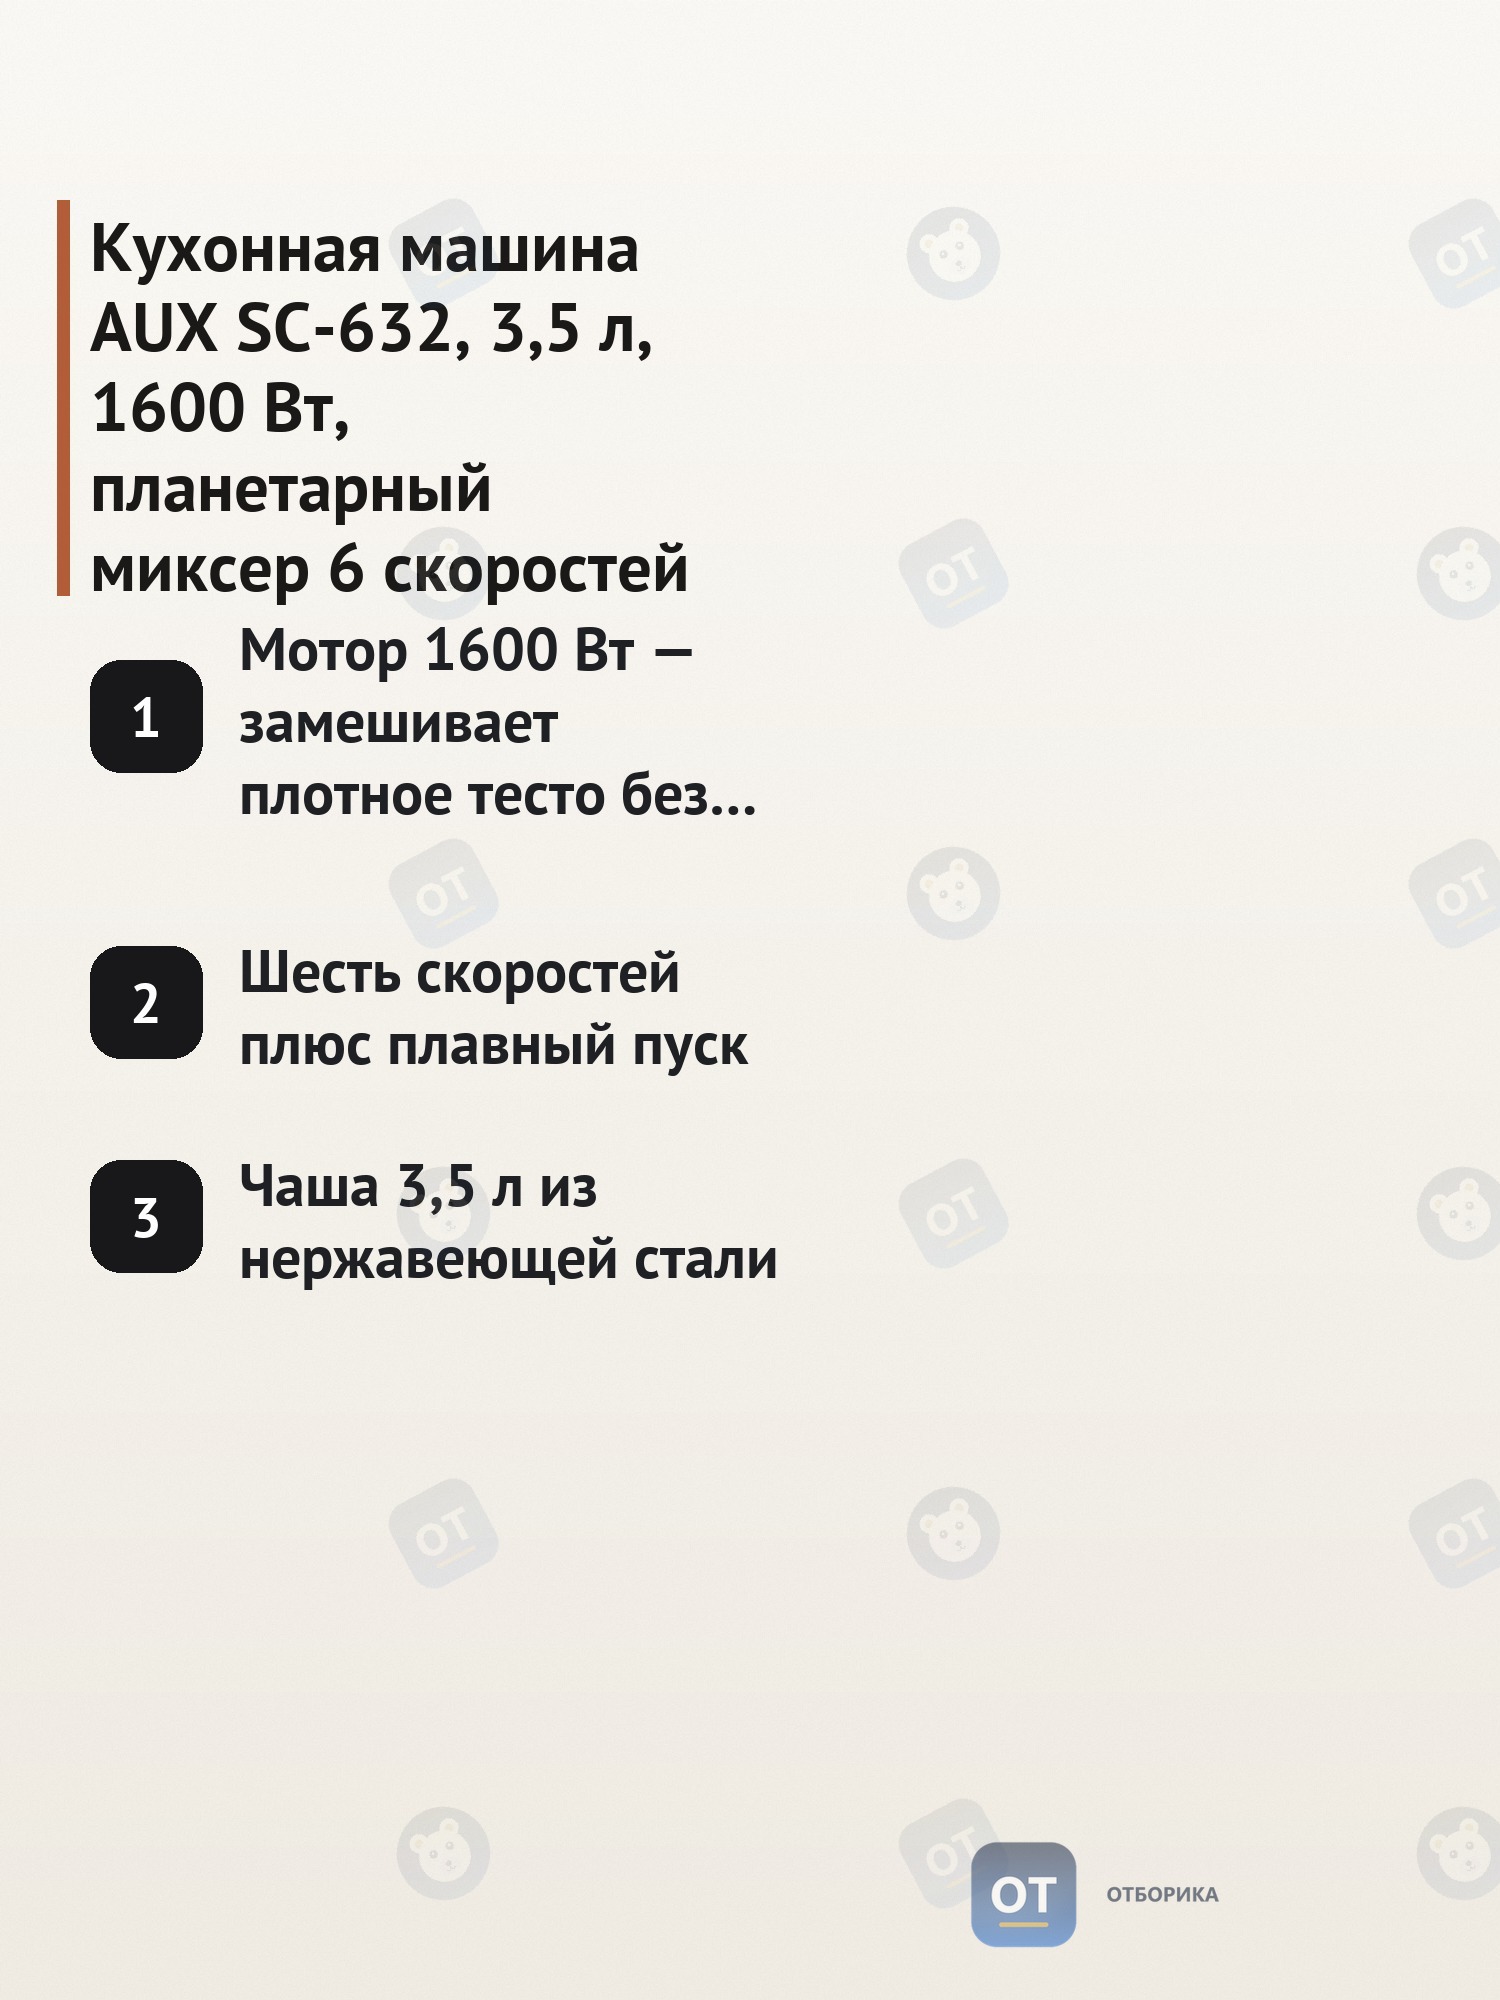 Кухонная машина
AUX SC-632, 3,5 л,
1600 Вт,
планетарный
миксер 6 скоростей
1
Мотор 1600 Вт —
замешивает
плотное тесто без...
2
Шесть скоростей
плюс плавный пуск
3
Чаша 3,5 л из
нержавеющей стали
ОТ
ОТБОРИКА